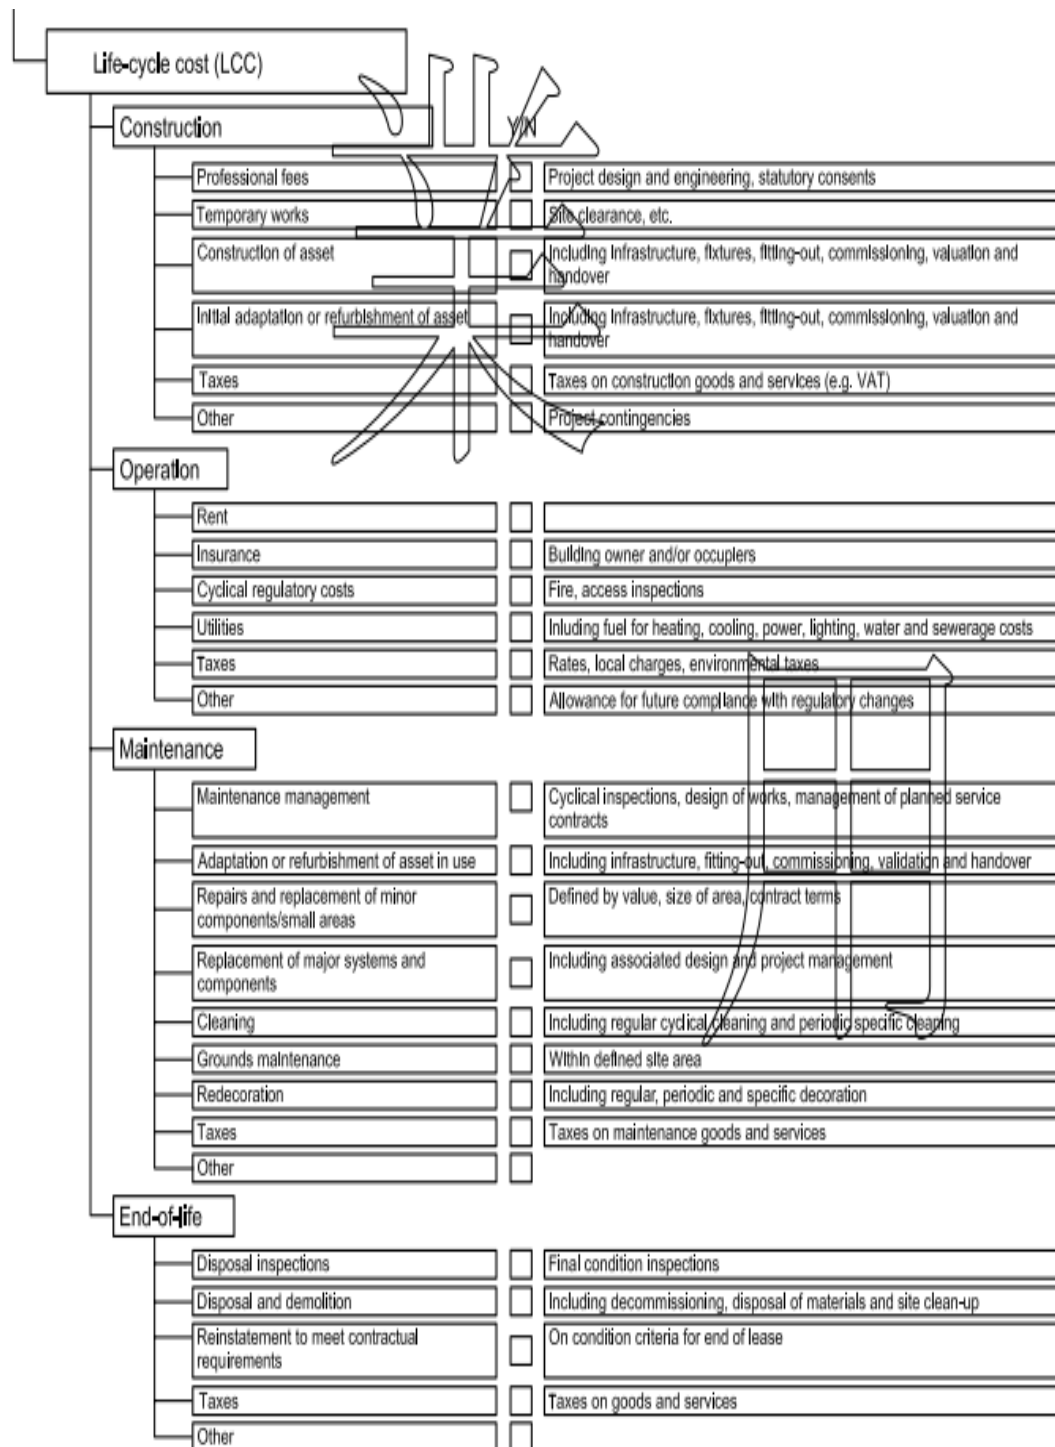 Life-cycle cost (LCC)
Construction
Y/N
Professional fees
Project design and engineering, statutory consents
Temporary works
Site clearance, etc.
Construction of asset
Including infrastructure, fixtures, fitting-out, commissioning, valuation and
handover
Initial adaptation or refurbishment of asset
Including infrastructure, fixtures, fitting-out, commissioning, valuation and
handover
Taxes
Taxes on construction goods and services (e.g. VAT)
Other
Project contingencies
Operation
Rent
Insurance
Building owner and/or occupiers
Cyclical regulatory costs
Fire, access inspections
Utilities
Inluding fuel for heating, cooling, power, lighting, water and sewerage costs
Taxes
Rates, local charges, environmental taxes
Other
Allowance for future compliance with regulatory changes
Maintenance
Maintenance management
Cyclical inspections, design of works, management of planned service
contracts
Adaptation or refurbishment of asset in use
Including infrastructure, fitting-out, commissioning, validation and handover
Repairs and replacement of minor
components/small areas
Defined by value, size of area, contract terms
Replacement of major systems and
components
Including associated design and project management
Cleaning
Including regular cyclical cleaning and periodic specific cleaning
Grounds maintenance
Within defined site area
Redecoration
Including regular, periodic and specific decoration
Taxes
Taxes on maintenance goods and services
Other
End-of-life
Disposal inspections
Final condition inspections
Disposal and demolition
Including decommissioning, disposal of materials and site clean-up
Reinstatement to meet contractual
requirements
On condition criteria for end of lease
Taxes
Taxes on goods and services
Other
業
用